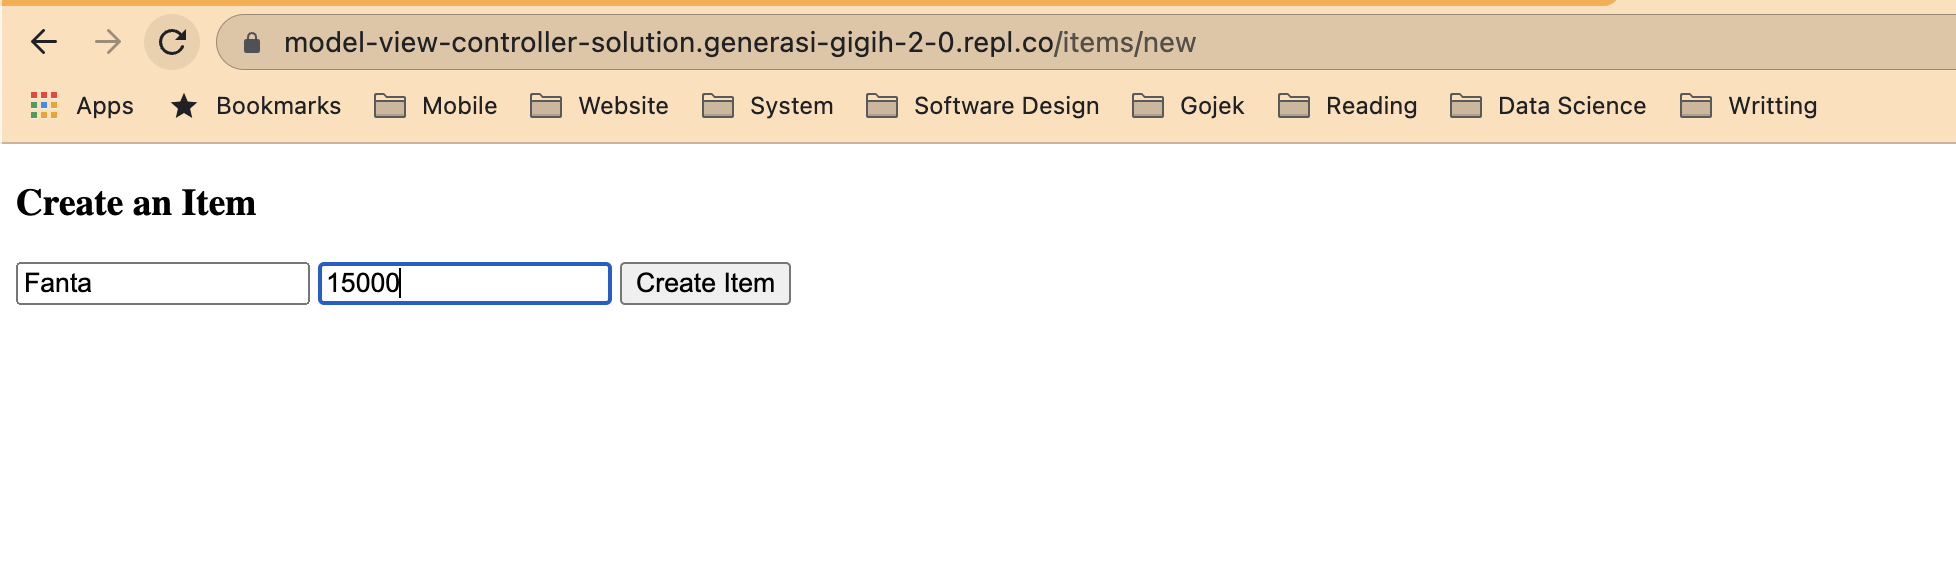 model-view-controller-solution.generasi-gigih-2-0.repl.co/items/new
Apps Bookmarks Mobile Website System Software Design Gojek Reading Data Science Writting
Create an Item
Fanta 15000 Create Item